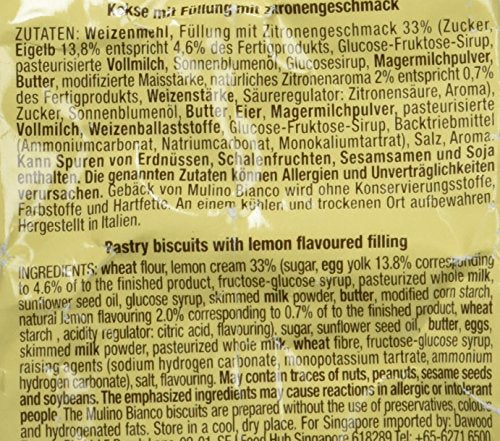 Kekse mit Füllung mit Zitronengeschmack
ZUTATEN: Weizenmehl, Füllung mit Zitronengeschmack 33% (Zucker,
Eigelb 13,8% entspricht 4,6% des Fertigprodukts, Glucose-Fruktose-Sirup,
pasteurisierte Vollmilch, Sonnenblumenöl, Glucosesirup, Magermilchpulver,
Butter, modifizierte Maisstärke, natürliches Zitronenaroma 2% entspricht 0,7%
des Fertigprodukts, Weizenstärke, Säureregulator: Zitronensäure, Aroma),
Zucker, Sonnenblumenöl, Butter, Eier, Magermilchpulver, pasteurisierte
Vollmilch, Weizenballaststoffe, Glucose-Fruktose-Sirup, Backtriebmittel
(Ammoniumcarbonat, Natriumcarbonat, Monokaliumtartrat), Salz, Aroma.
Kann Spuren von Erdnüssen, Schalenfruchten, Sesamsamen und Soja
enthalten. Die genannten Zutaten können Allergien und Unverträglichkeiten
verursachen. Gebäck von Mulino Bianco wird ohne Konservierungsstoffe,
Farbstoffe und Hartfette. An einem kühlen und trockenen Ort aufbewahren.
Hergestellt in Italien.
Pastry biscuits with lemon flavoured filling
INGREDIENTS: wheat flour, lemon cream 33% (sugar, egg yolk 13.8% corresponding
to 4.6% of the finished product, fructose-glucose syrup, pasteurized whole milk,
sunflower seed oil, glucose syrup, skimmed milk powder, butter, modified corn starch,
natural lemon flavouring 2.0% corresponding to 0.7% of the finished product, wheat
starch , acidity regulator: citric acid, flavouring), sugar, sunflower seed oil, butter, eggs,
skimmed milk powder, pasteurized whole milk, wheat fibre, fructose-glucose syrup,
raising agents (sodium hydrogen carbonate, monopotassium tartrate, ammonium
hydrogen carbonate), salt, flavouring. May contain traces of nuts, peanuts, sesame seeds
and soybeans. The emphasized ingredients may cause reactions in allergic or intolerant
people. The Mulino Bianco biscuits are prepared without the use of preservatives, colours
and hydrogenated fats. Store in a cool, dry place. For Singapore imported by: Dawood
Food Hub Singapore 618289 Tel: +65-6271 6500